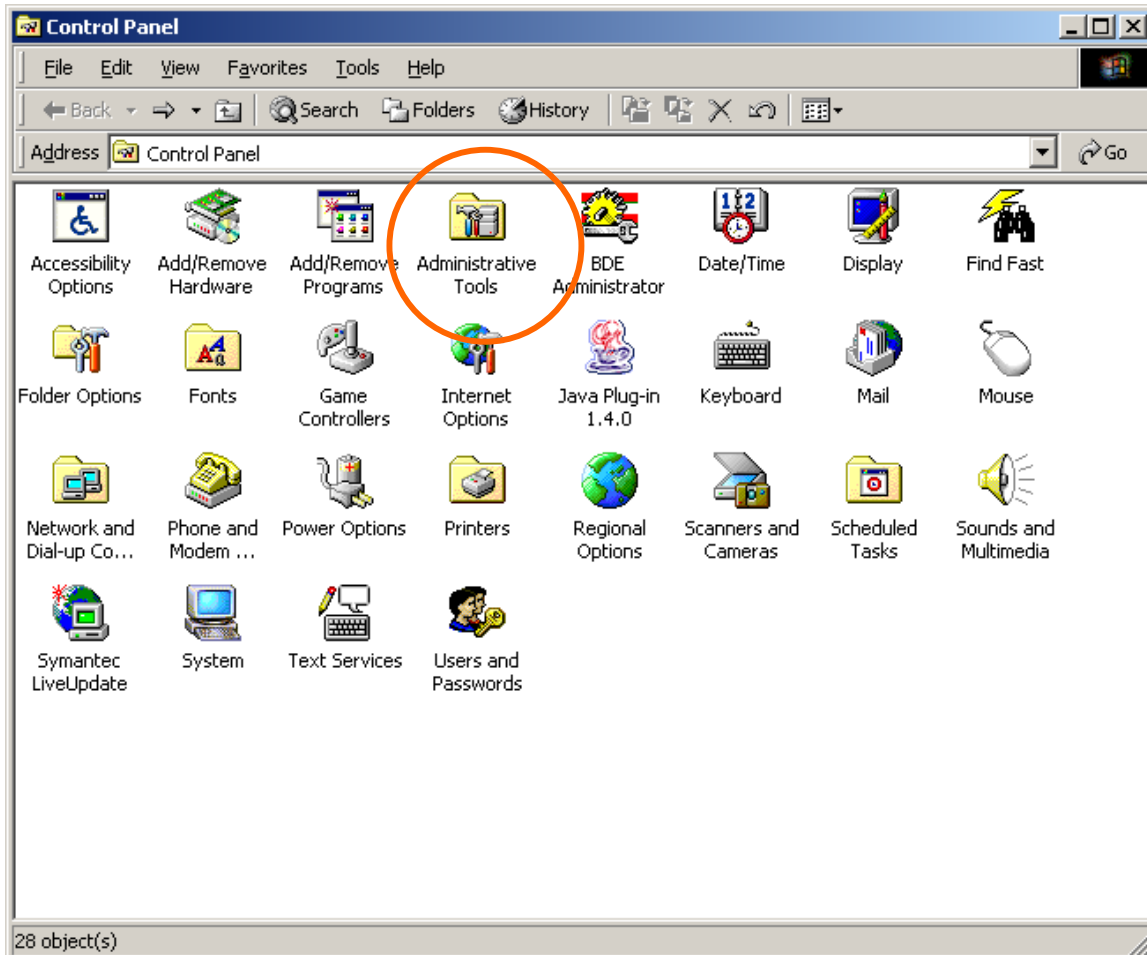 Control Panel
File Edit View Favorites Tools Help
Back Search Folders History
Address Control Panel Go
Accessibility Options
Add/Remove Hardware
Add/Remove Programs
Administrative Tools
BDE Administrator
Date/Time
Display
Find Fast
Folder Options
Fonts
Game Controllers
Internet Options
Java Plug-in 1.4.0
Keyboard
Mail
Mouse
Network and Dial-up Co...
Phone and Modem ...
Power Options
Printers
Regional Options
Scanners and Cameras
Scheduled Tasks
Sounds and Multimedia
Symantec LiveUpdate
System
Text Services
Users and Passwords
28 object(s)